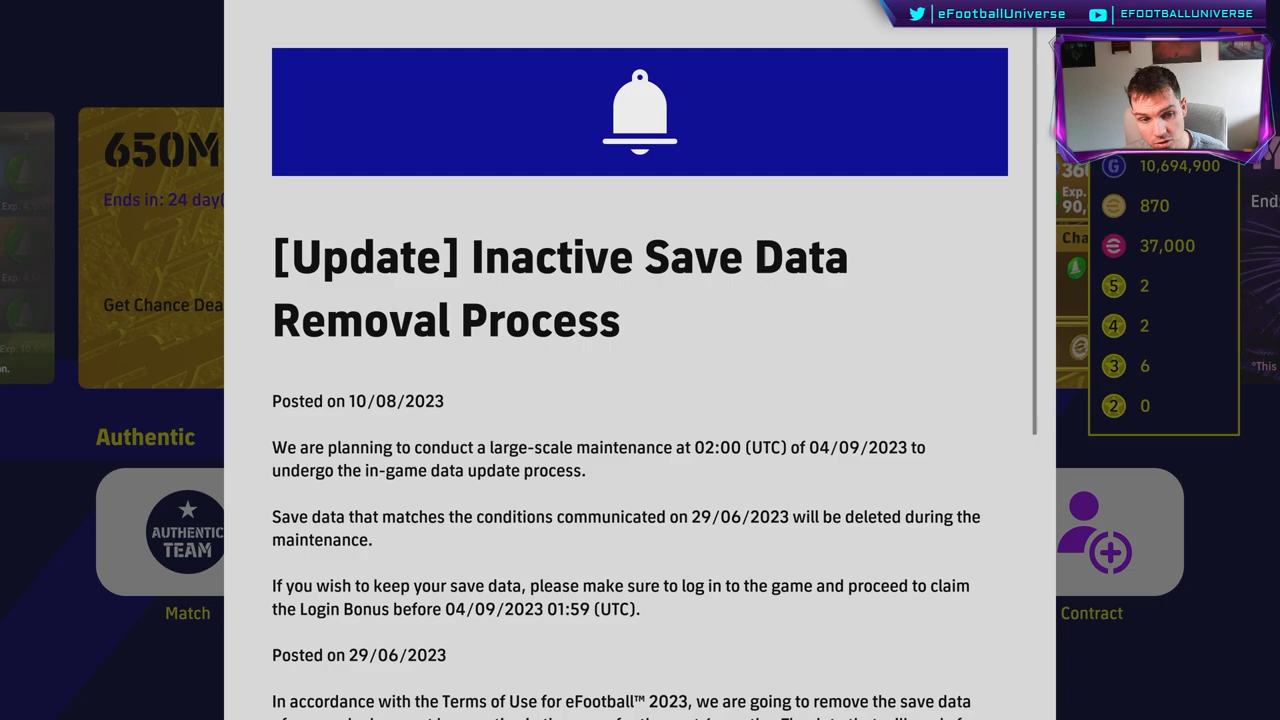 eFootballUniverse
EFOOTBALLUNIVERSE
650M
Ends in: 24 day(
Get Chance Dea
[Update] Inactive Save Data
Removal Process
Posted on 10/08/2023
We are planning to conduct a large-scale maintenance at 02:00 (UTC) of 04/09/2023 to
undergo the in-game data update process.
Save data that matches the conditions communicated on 29/06/2023 will be deleted during the
maintenance.
If you wish to keep your save data, please make sure to log in to the game and proceed to claim
the Login Bonus before 04/09/2023 01:59 (UTC).
Posted on 29/06/2023
In accordance with the Terms of Use for eFootball™ 2023, we are going to remove the save data
Authentic
AUTHENTIC
TEAM
Match
Contract
G 10,694,900
870
37,000
5 2
4 2
3 6
2 0
360
Exp.
90,
Cha
End
*This